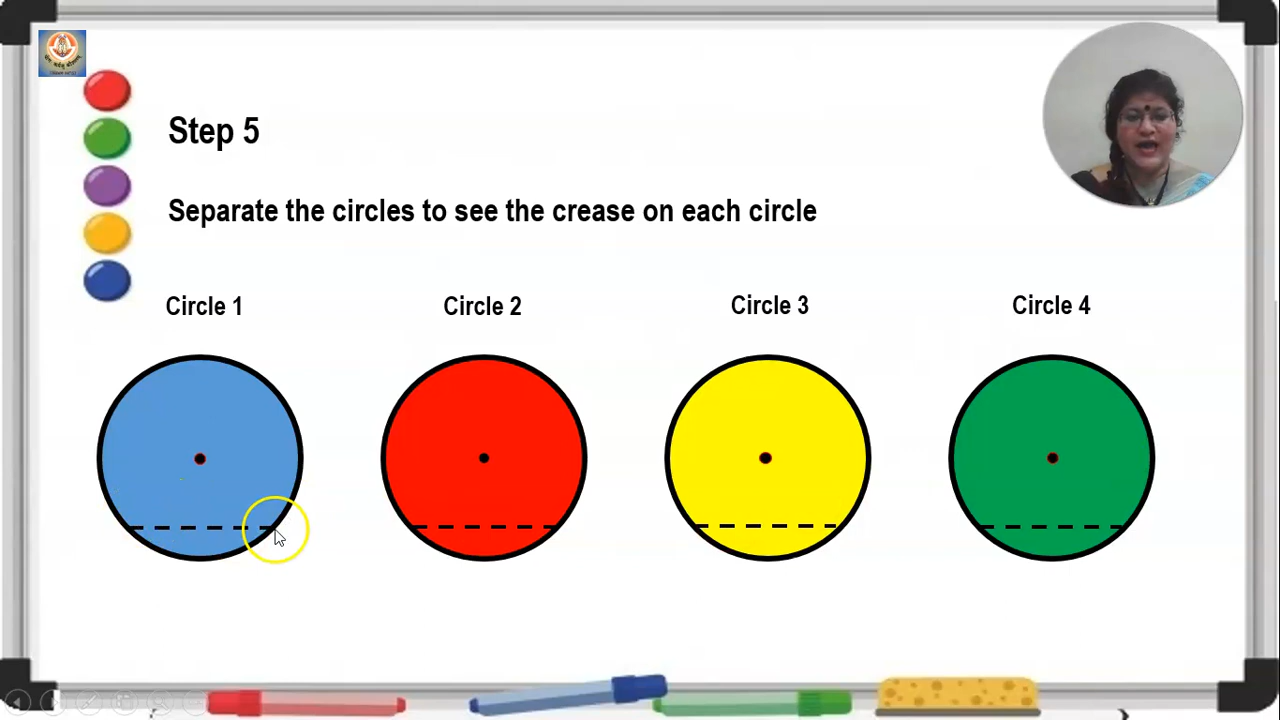 Step 5
Separate the circles to see the crease on each circle
Circle 1
Circle 2
Circle 3
Circle 4